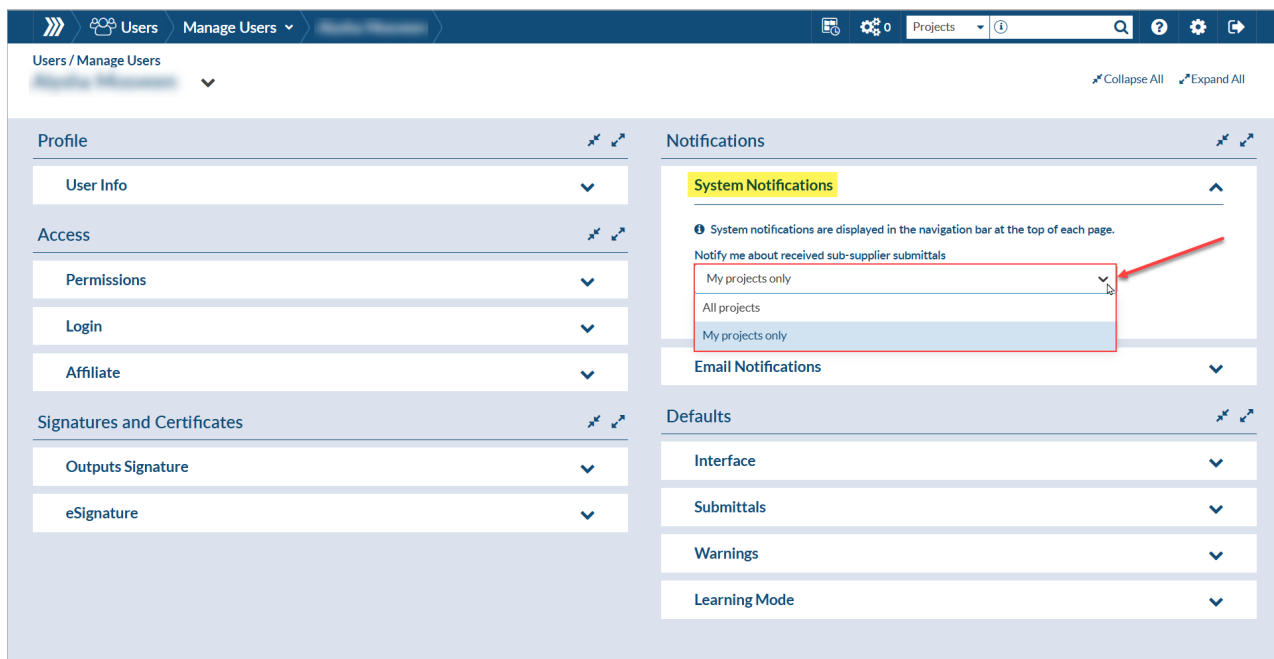 Users
Manage Users
0
Projects
Users / Manage Users
Collapse All
Expand All
Profile
User Info
Access
Permissions
Login
Affiliate
Signatures and Certificates
Outputs Signature
eSignature
Notifications
System Notifications
System notifications are displayed in the navigation bar at the top of each page.
Notify me about received sub-supplier submittals
My projects only
All projects
My projects only
Email Notifications
Defaults
Interface
Submittals
Warnings
Learning Mode